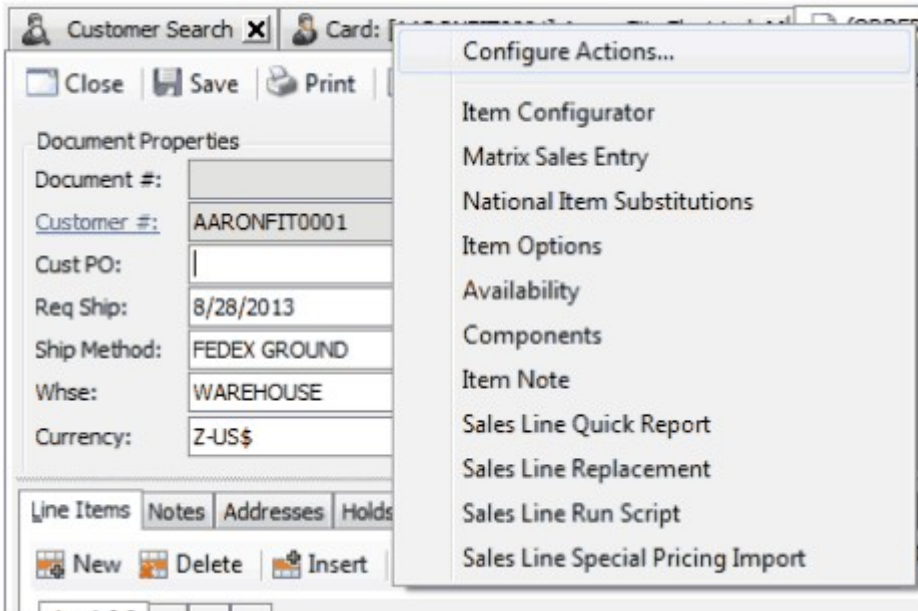 Customer Search
Card: [
Configure Actions...
Close Save Print
Item Configurator
Document Properties
Matrix Sales Entry
Document #:
National Item Substitutions
Customer #: AARONFIT0001
Item Options
Cust PO:
Availability
Req Ship: 8/28/2013
Components
Ship Method: FEDEX GROUND
Item Note
Whse: WAREHOUSE
Sales Line Quick Report
Currency: Z-US$
Sales Line Replacement
Line Items Notes Addresses Holds
Sales Line Run Script
New Delete Insert
Sales Line Special Pricing Import